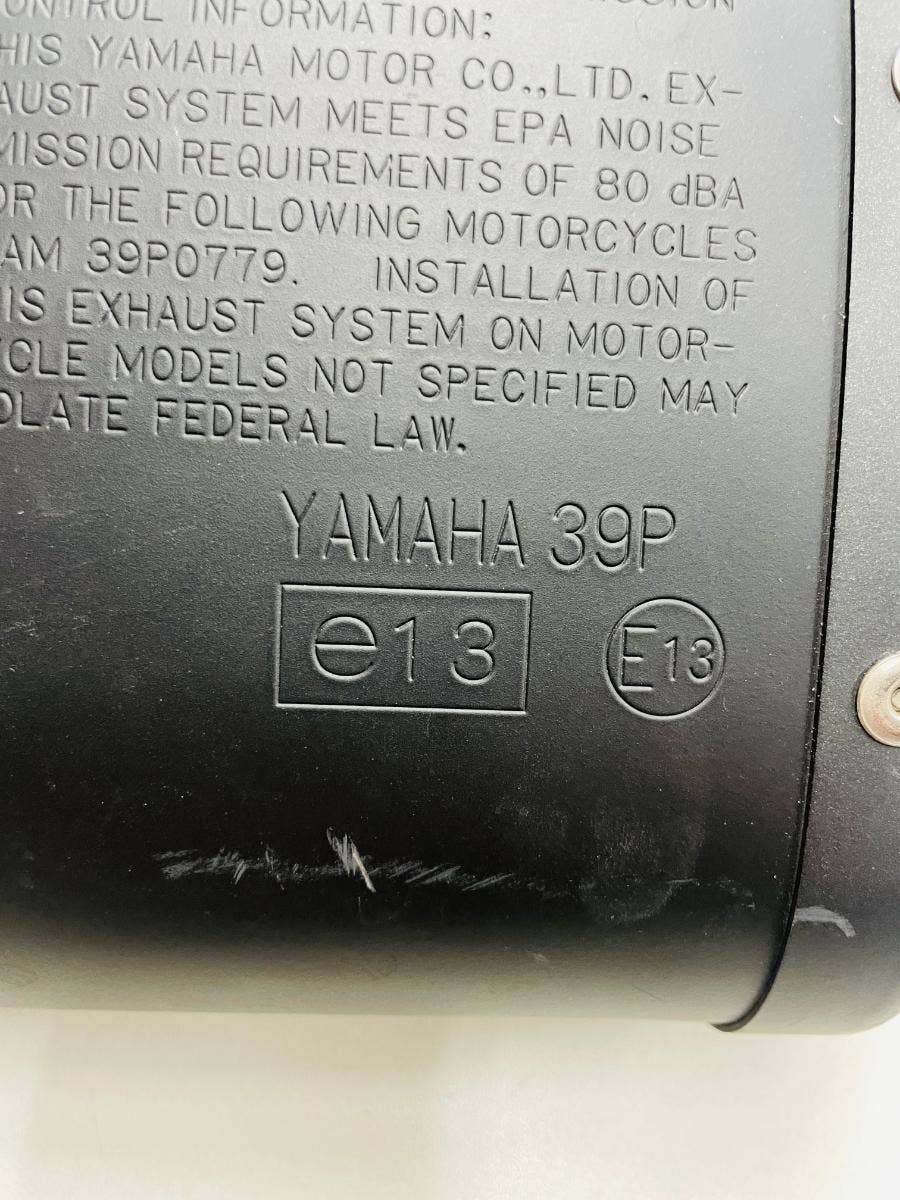 CONTROL INFORMATION:
THIS YAMAHA MOTOR CO.,LTD. EX-
AUST SYSTEM MEETS EPA NOISE
MISSION REQUIREMENTS OF 80 dBA
OR THE FOLLOWING MOTORCYCLES
AM 39P0779. INSTALLATION OF
HIS EXHAUST SYSTEM ON MOTOR-
YCLE MODELS NOT SPECIFIED MAY
OLATE FEDERAL LAW.
YAMAHA 39P
e13
E13